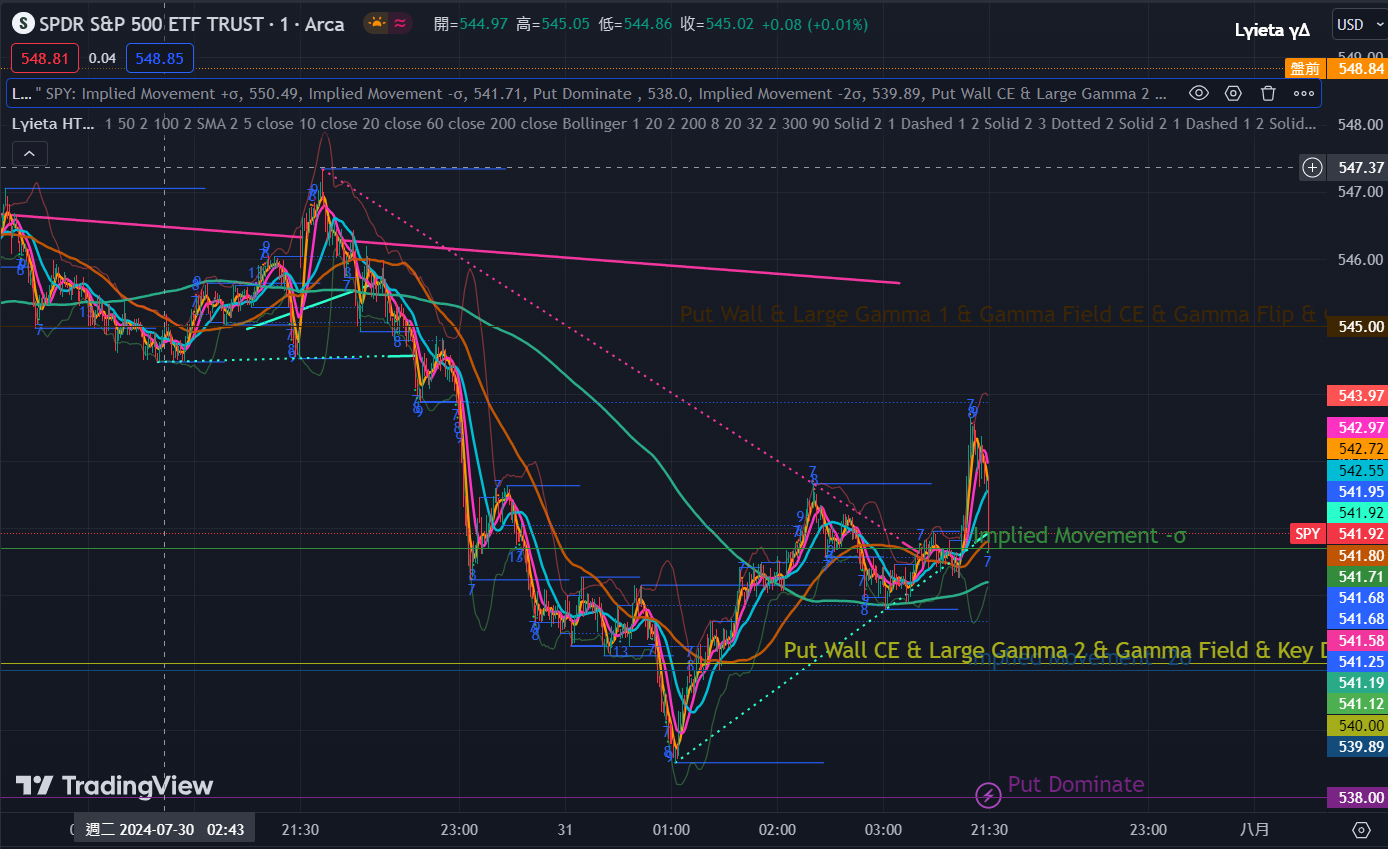 SPDR S&P 500 ETF TRUST · 1 · Arca 開=544.97 高=545.05 低=544.86 收=545.02 +0.08 (+0.01%)
Lyieta γΔ
USD
548.81 0.04 548.85
盤前 548.84
L... " SPY: Implied Movement +σ, 550.49, Implied Movement -σ, 541.71, Put Dominate , 538.0, Implied Movement -2σ, 539.89, Put Wall CE & Large Gamma 2 ...
Lyieta HT... 1 50 2 100 2 SMA 2 5 close 10 close 20 close 60 close 200 close Bollinger 1 20 2 200 8 20 32 2 300 90 Solid 2 1 Dashed 1 2 Solid 2 3 Dotted 2 Solid 2 1 Dashed 1 2 Solid...
548.00
547.37
547.00
546.00
Put Wall & Large Gamma 1 & Gamma Field CE & Gamma Flip &
545.00
543.97
542.97
542.72
542.55
541.95
541.92
Implied Movement -σ
SPY 541.92
541.80
541.71
541.68
541.68
541.58
Put Wall CE & Large Gamma 2 & Gamma Field & Key D
Implied Movement -2σ
541.25
541.19
541.12
540.00
539.89
Put Dominate
538.00
TradingView
週二 2024-07-30 02:43
21:30 23:00 31 01:00 02:00 03:00 21:30 23:00 八月